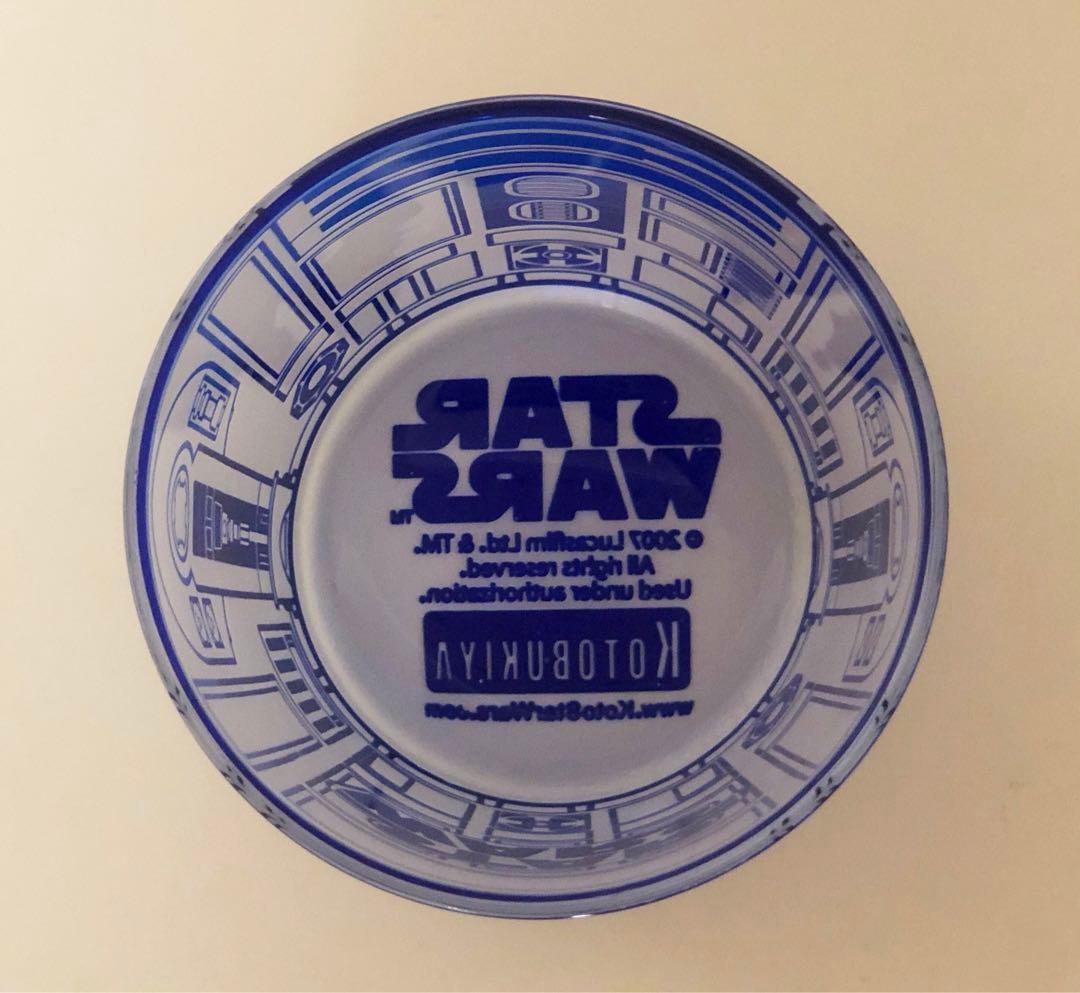 STAR
WARS TM
© 2007 Lucasfilm Ltd. & TM.
All rights reserved.
Used under authorization.
KOTOBUKIYA
www.KotoStarWars.com